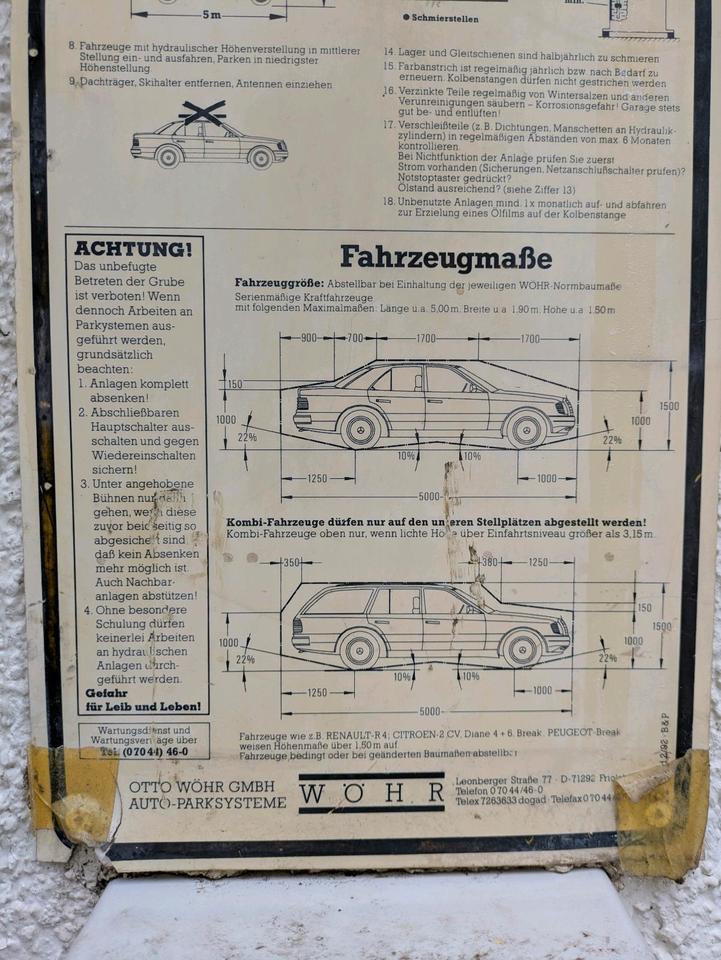 min.
5 m
● Schmierstellen
8. Fahrzeuge mit hydraulischer Höhenverstellung in mittlerer
Stellung ein- und ausfahren, Parken in niedrigster
Höhenstellung
9. Dachträger, Skihalter entfernen, Antennen einziehen
14. Lager und Gleitschienen sind halbjährlich zu schmieren
15. Farbanstrich ist regelmäßig jährlich bzw. nach Bedarf zu
erneuern. Kolbenstangen dürfen nicht gestrichen werden
16. Verzinkte Teile regelmäßig von Wintersalzen und anderen
Verunreinigungen säubern – Korrosionsgefahr! Garage stets
gut be- und entlüften!
17. Verschleißteile (z.B. Dichtungen, Manschetten an Hydraulik-
zylindern) in regelmäßigen Abständen von max. 6 Monaten
kontrollieren.
Bei Nichtfunktion der Anlage prüfen Sie zuerst
Strom vorhanden (Sicherungen, Netzanschlußschalter prüfen)?
Notstoptaster gedrückt?
Ölstand ausreichend? (siehe Ziffer 13)
18. Unbenutzte Anlagen mind. 1x monatlich auf- und abfahren
zur Erzielung eines Ölfilms auf der Kolbenstange
ACHTUNG!
Das unbefugte
Betreten der Grube
ist verboten! Wenn
dennoch Arbeiten an
Parkystemen aus-
geführt werden,
grundsätzlich
beachten:
1. Anlagen komplett
absenken!
2. Abschließbaren
Hauptschalter aus-
schalten und gegen
Wiedereinschalten
sichern!
3. Unter angehobene
Bühnen nur dann
gehen, wenn diese
zuvor beidseitig so
abgesichert sind,
daß kein Absenken
mehr möglich ist.
Auch Nachbar-
anlagen abstützen!
4. Ohne besondere
Schulung dürfen
keinerlei Arbeiten
an hydraulischen
Anlagen durch-
geführt werden.
Gefahr
für Leib und Leben!
Wartungsdienst und
Wartungsverträge über
Tel. (07044) 46-0
Fahrzeugmaße
Fahrzeuggröße: Abstellbar bei Einhaltung der jeweiligen WÖHR-Normbaumaße
Serienmäßige Kraftfahrzeuge
mit folgenden Maximalmaßen: Länge u.a. 5,00 m. Breite u.a. 1.90 m. Höhe u.a. 1.50 m
900 700 1700 1700
150
1000 1000 1500
22% 10% 10% 22%
1250 1000
5000
Kombi-Fahrzeuge dürfen nur auf den unteren Stellplätzen abgestellt werden!
Kombi-Fahrzeuge oben nur, wenn lichte Höhe über Einfahrtsniveau größer als 3,15 m.
350 380 1250
150
1000 1000 1500
22% 10% 10% 22%
1250 1000
5000
Fahrzeuge wie z.B. RENAULT-R4; CITROEN-2 CV, Diane 4 + 6. Break, PEUGEOT-Break
weisen Höhenmaße über 1.50 m auf
Fahrzeuge bedingt oder bei geänderten Baumaßen abstellbar
12/92 · B&P
OTTO WÖHR GMBH
AUTO-PARKSYSTEME
WÖHR
Leonberger Straße 77 · D-71292
Telefon 0 70 44/46-0
Telex 7263633 dogad · Telefax 0 70 44/